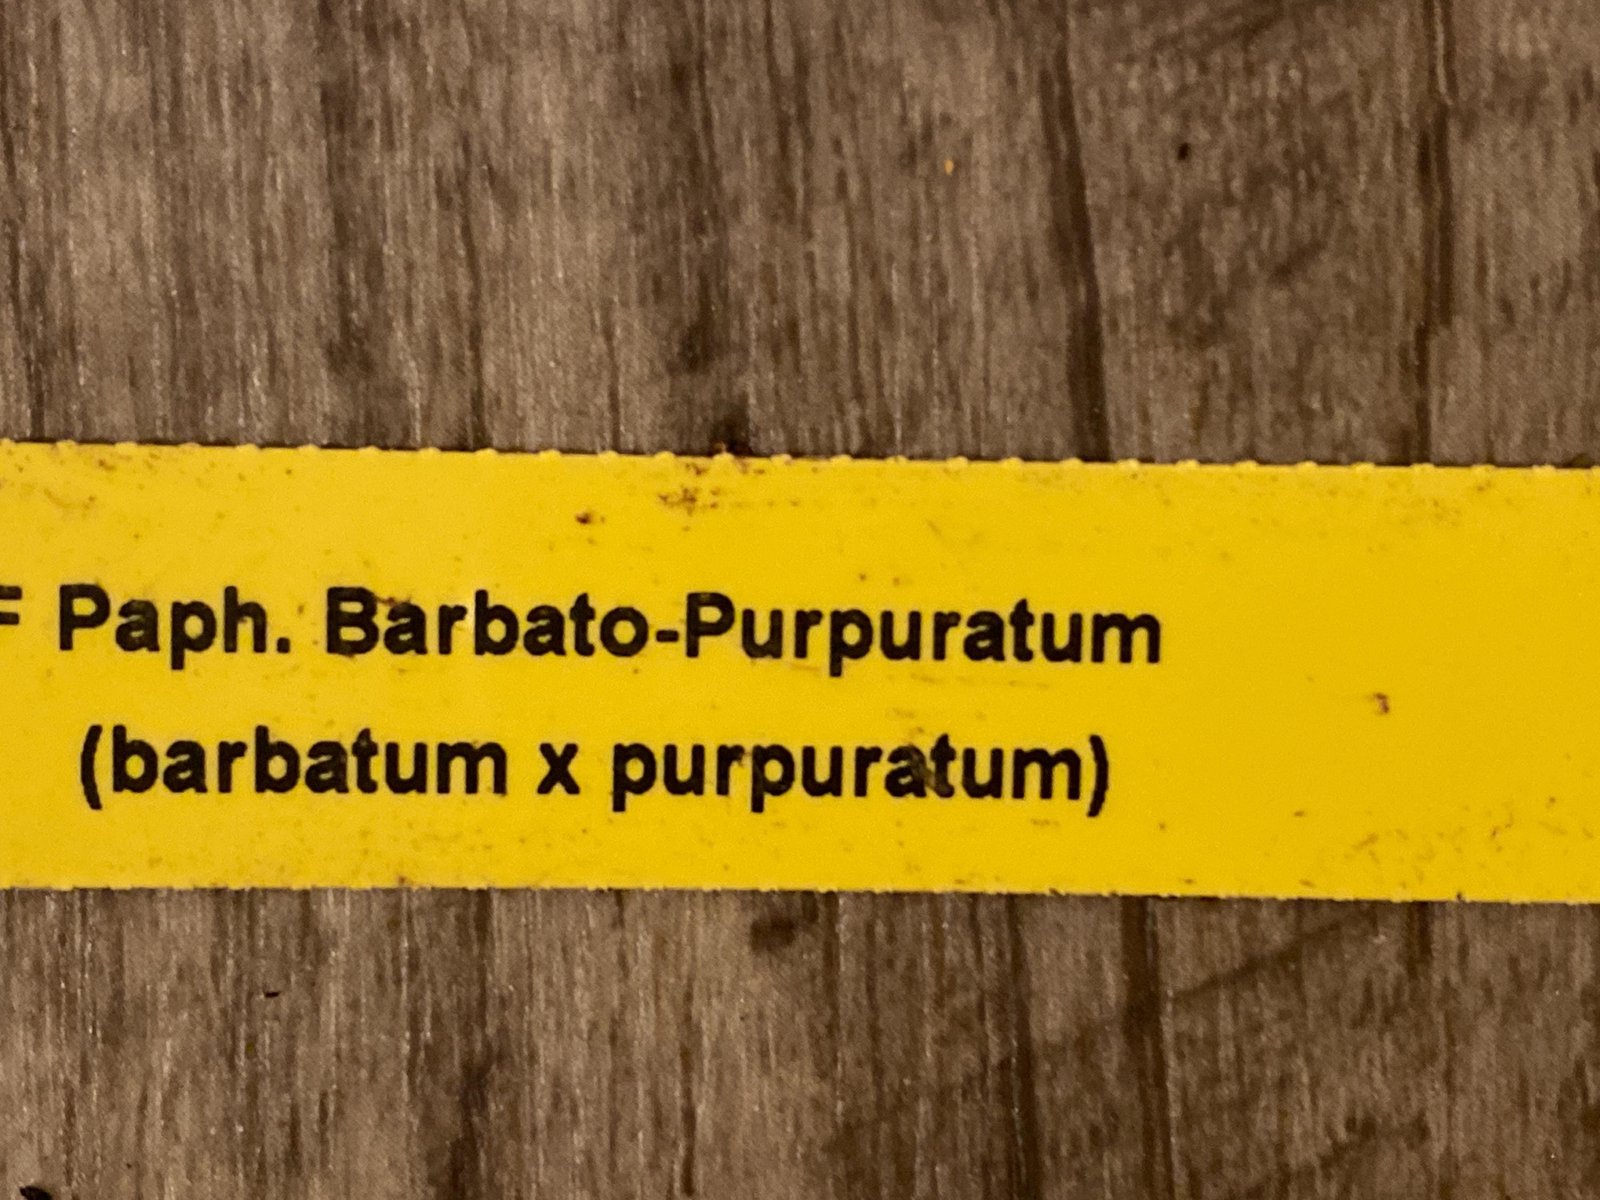 F Paph. Barbato-Purpuratum
(barbatum x purpuratum)